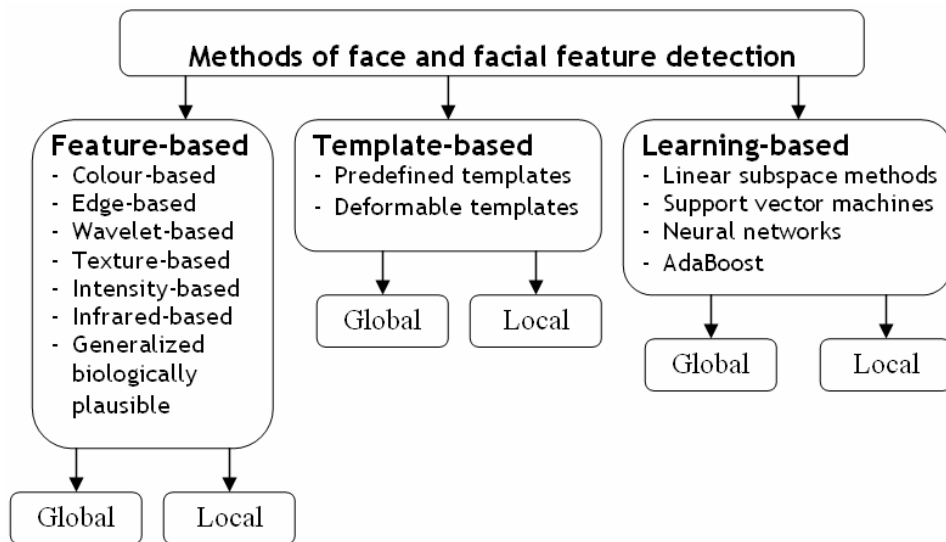 Methods of face and facial feature detection
Feature-based
- Colour-based
- Edge-based
- Wavelet-based
- Texture-based
- Intensity-based
- Infrared-based
- Generalized
biologically
plausible
Global
Local
Template-based
- Predefined templates
- Deformable templates
Global
Local
Learning-based
- Linear subspace methods
- Support vector machines
- Neural networks
- AdaBoost
Global
Local